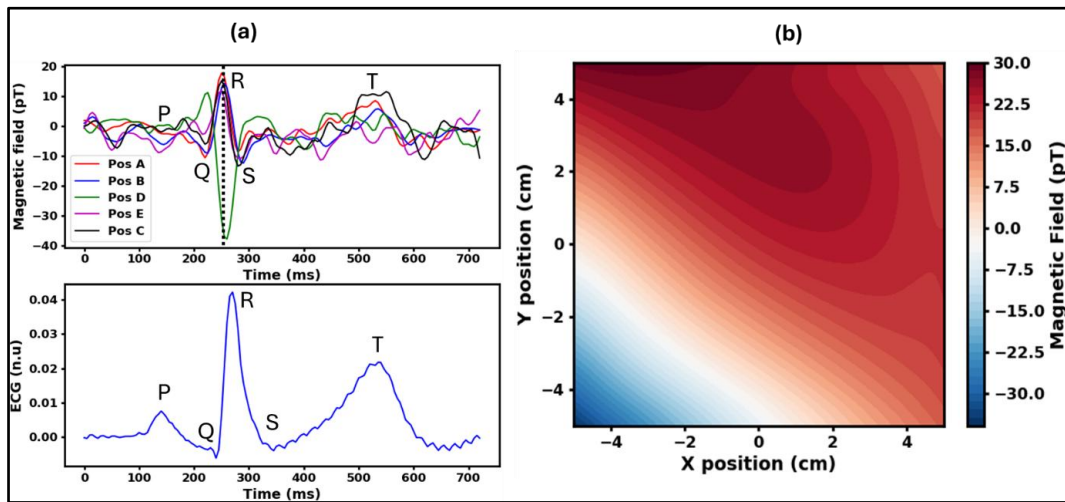 (a)
20
10
0
−10
−20
−30
−40
Magnetic field (pT)
P
Q
R
S
T
Pos A
Pos B
Pos D
Pos E
Pos C
0 100 200 300 400 500 600 700
Time (ms)
0.04
0.03
0.02
0.01
0.00
ECG (n.u)
P
Q
R
S
T
0 100 200 300 400 500 600 700
Time (ms)
(b)
4
2
0
−2
−4
Y position (cm)
−4 −2 0 2 4
X position (cm)
30.0
22.5
15.0
7.5
0.0
−7.5
−15.0
−22.5
−30.0
Magnetic Field (pT)